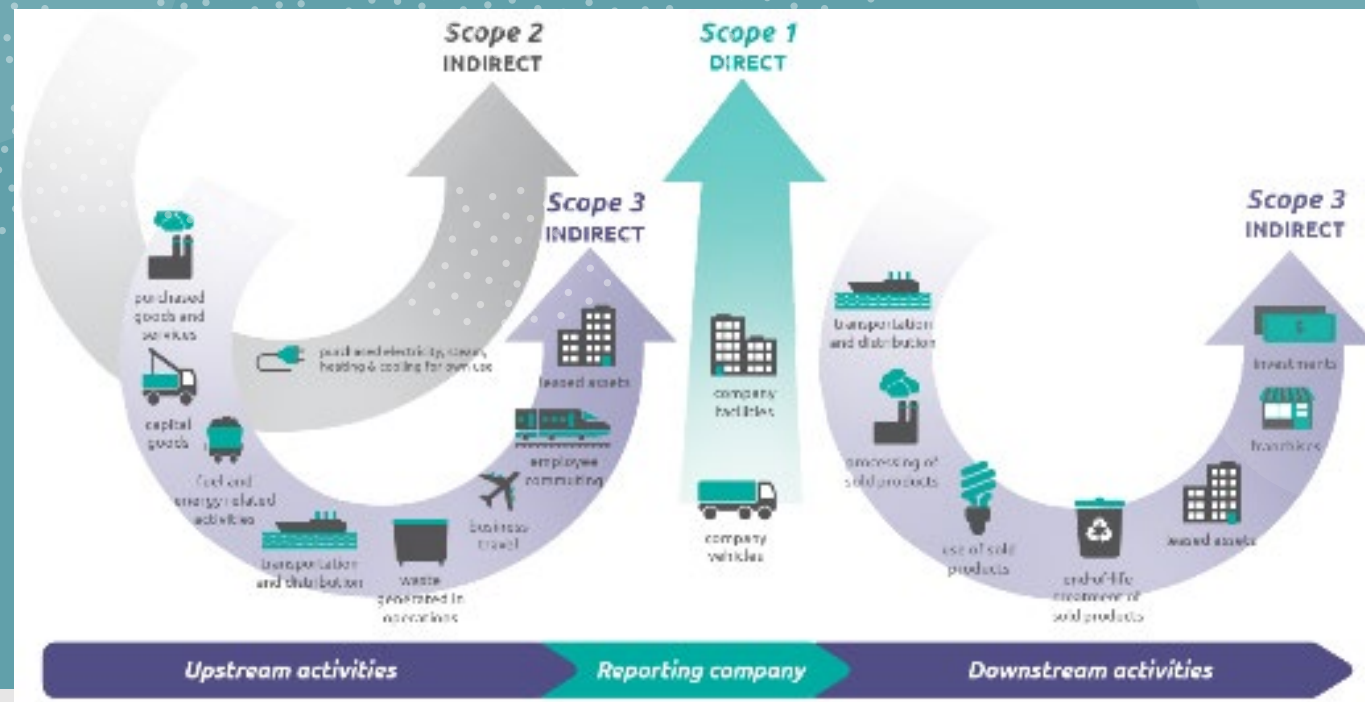 Scope 2
INDIRECT
Scope 1
DIRECT
Scope 3
INDIRECT
Scope 3
INDIRECT
purchased
goods and
services
purchased electricity, steam,
heating & cooling for own use
capital
goods
fuel and
energy related
activities
transportation
and distribution
waste
generated in
operations
business
travel
employee
commuting
leased assets
company
facilities
company
vehicles
transportation
and distribution
processing of
sold products
use of sold
products
end-of-life
treatment of
sold products
leased assets
franchises
investments
Upstream activities
Reporting company
Downstream activities